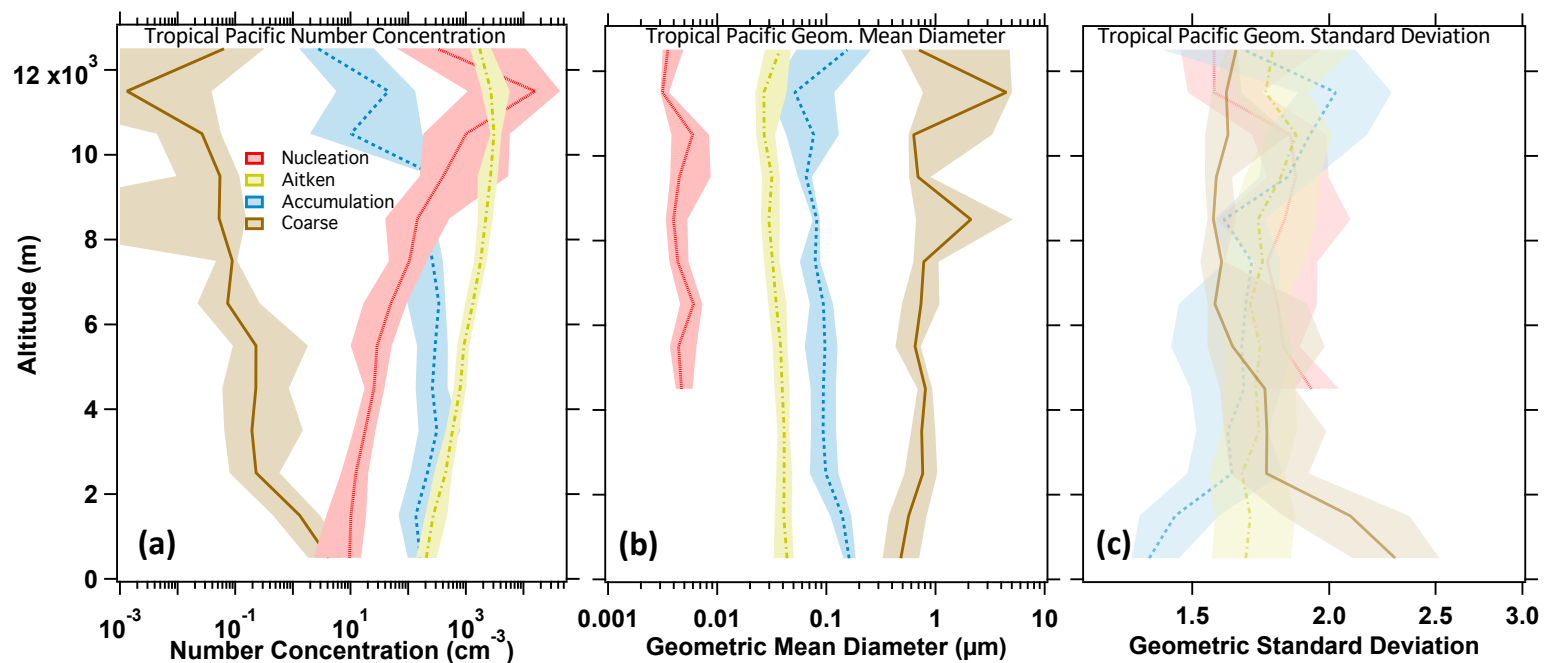 Tropical Pacific Number Concentration
Tropical Pacific Geom. Mean Diameter
Tropical Pacific Geom. Standard Deviation
12 x10³
10
8
6
4
2
0
Altitude (m)
Nucleation
Aitken
Accumulation
Coarse
(a)
(b)
(c)
10⁻³
10⁻¹
10¹
10³
Number Concentration (cm⁻³)
0.001
0.01
0.1
1
10
Geometric Mean Diameter (µm)
1.5
2.0
2.5
3.0
Geometric Standard Deviation